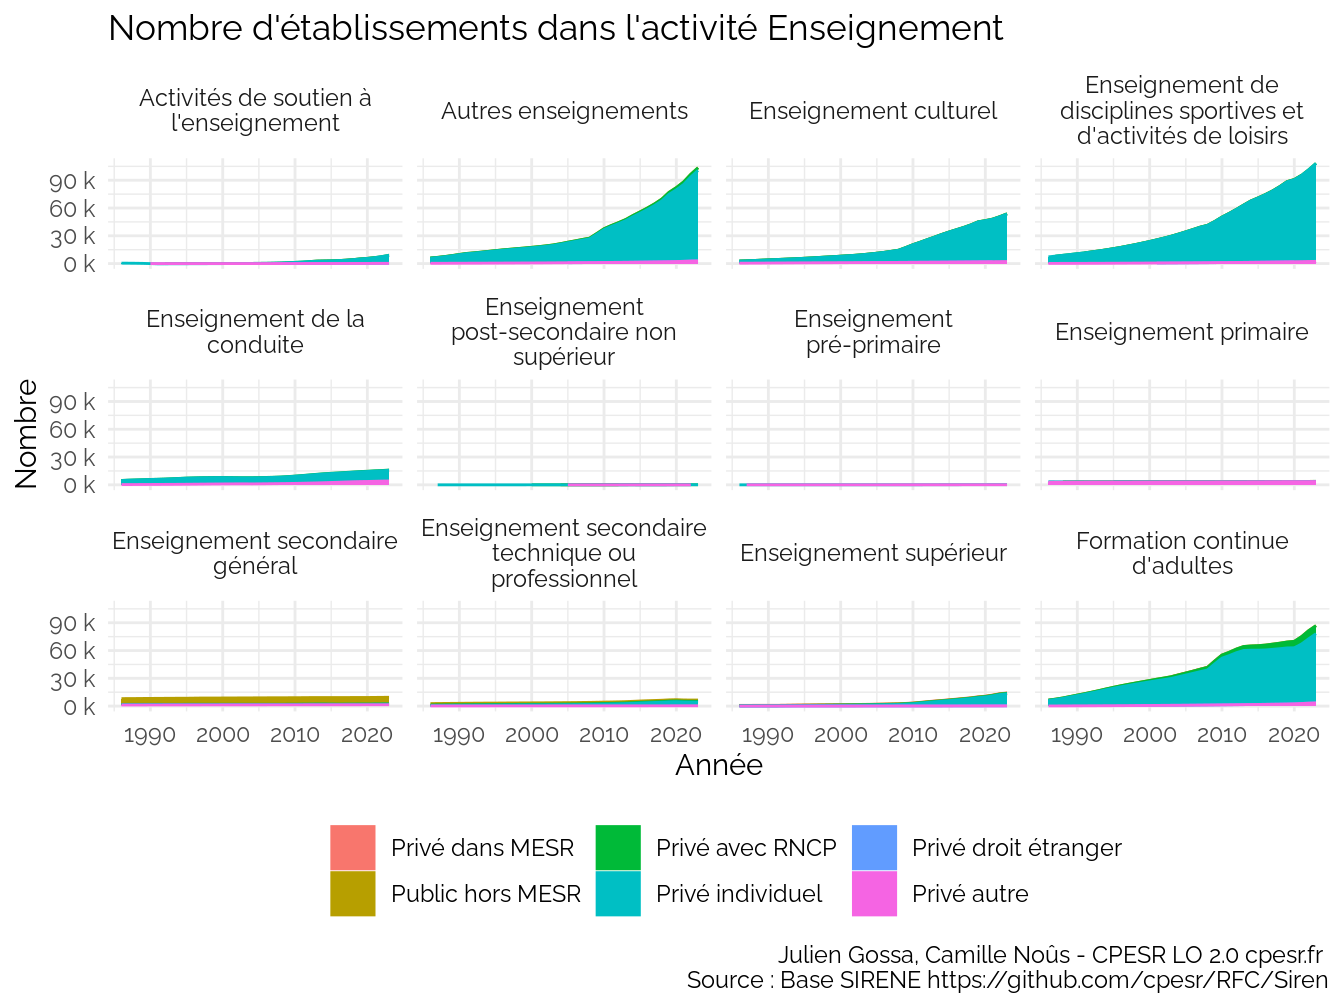 Nombre d'établissements dans l'activité Enseignement
Activités de soutien à
l'enseignement
Autres enseignements
Enseignement culturel
Enseignement de
disciplines sportives et
d'activités de loisirs
90 k
60 k
30 k
0 k
Enseignement de la
conduite
Enseignement
post-secondaire non
supérieur
Enseignement
pré-primaire
Enseignement primaire
90 k
60 k
30 k
0 k
Nombre
Enseignement secondaire
général
Enseignement secondaire
technique ou
professionnel
Enseignement supérieur
Formation continue
d'adultes
90 k
60 k
30 k
0 k
1990 2000 2010 2020 1990 2000 2010 2020 1990 2000 2010 2020 1990 2000 2010 2020
Année
Privé dans MESR Privé avec RNCP Privé droit étranger
Public hors MESR Privé individuel Privé autre
Julien Gossa, Camille Noûs - CPESR LO 2.0 cpesr.fr
Source : Base SIRENE https://github.com/cpesr/RFC/Siren